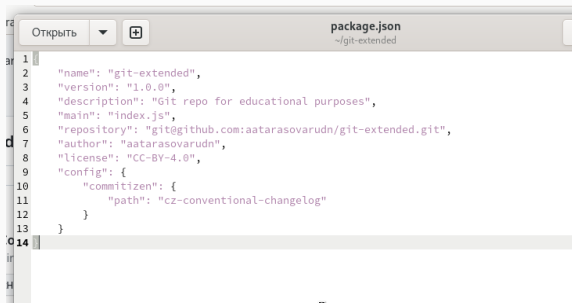 Открыть
package.json
~/git-extended
1 {
2 "name": "git-extended",
3 "version": "1.0.0",
4 "description": "Git repo for educational purposes",
5 "main": "index.js",
6 "repository": "git@github.com:aatarasovarudn/git-extended.git",
7 "author": "aatarasovarudn",
8 "license": "CC-BY-4.0",
9 "config": {
10 "commitizen": {
11 "path": "cz-conventional-changelog"
12 }
13 }
14 }